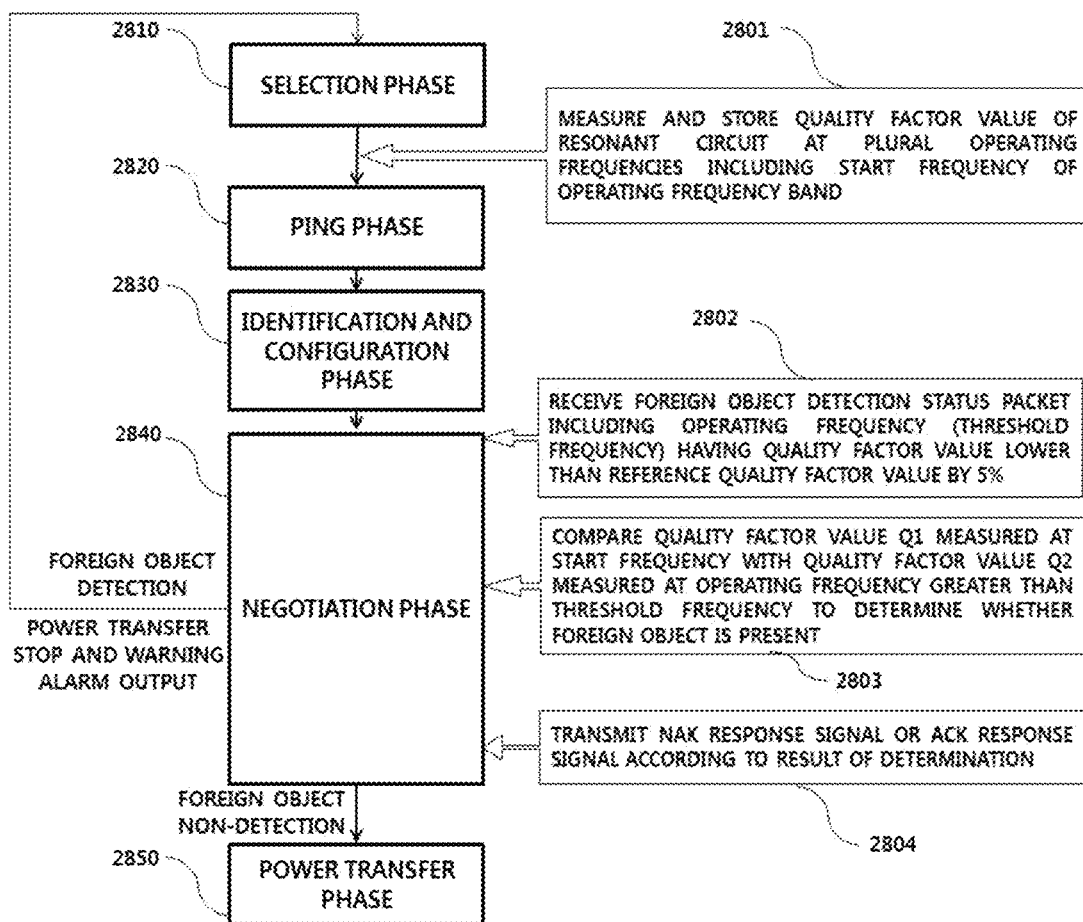 2810
SELECTION PHASE
2801
MEASURE AND STORE QUALITY FACTOR VALUE OF
RESONANT CIRCUIT AT PLURAL OPERATING
FREQUENCIES INCLUDING START FREQUENCY OF
OPERATING FREQUENCY BAND
2820
PING PHASE
2830
IDENTIFICATION AND
CONFIGURATION
PHASE
2802
RECEIVE FOREIGN OBJECT DETECTION STATUS PACKET
INCLUDING OPERATING FREQUENCY (THRESHOLD
FREQUENCY) HAVING QUALITY FACTOR VALUE LOWER
THAN REFERENCE QUALITY FACTOR VALUE BY 5%
2840
NEGOTIATION PHASE
FOREIGN OBJECT
DETECTION
POWER TRANSFER
STOP AND WARNING
ALARM OUTPUT
COMPARE QUALITY FACTOR VALUE Q1 MEASURED AT
START FREQUENCY WITH QUALITY FACTOR VALUE Q2
MEASURED AT OPERATING FREQUENCY GREATER THAN
THRESHOLD FREQUENCY TO DETERMINE WHETHER
FOREIGN OBJECT IS PRESENT
2803
TRANSMIT NAK RESPONSE SIGNAL OR ACK RESPONSE
SIGNAL ACCORDING TO RESULT OF DETERMINATION
2804
FOREIGN OBJECT
NON-DETECTION
2850
POWER TRANSFER
PHASE